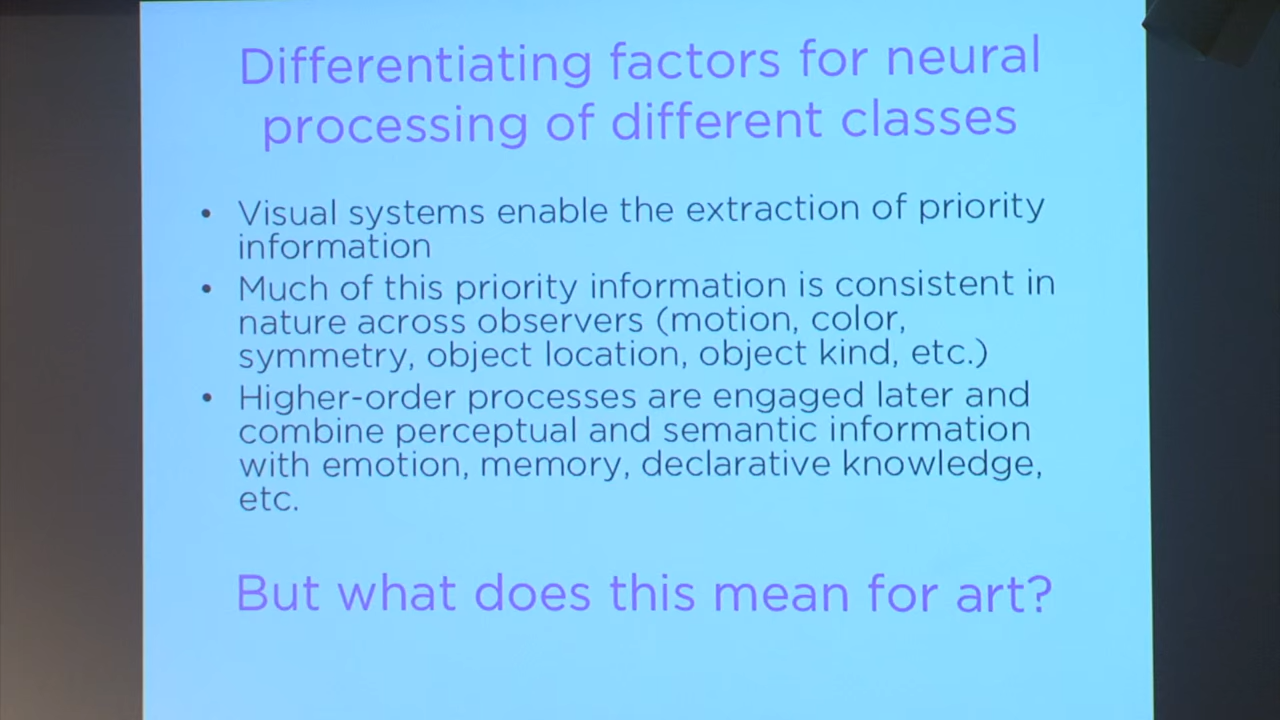 Differentiating factors for neural
processing of different classes
• Visual systems enable the extraction of priority
information
• Much of this priority information is consistent in
nature across observers (motion, color,
symmetry, object location, object kind, etc.)
• Higher-order processes are engaged later and
combine perceptual and semantic information
with emotion, memory, declarative knowledge,
etc.
But what does this mean for art?